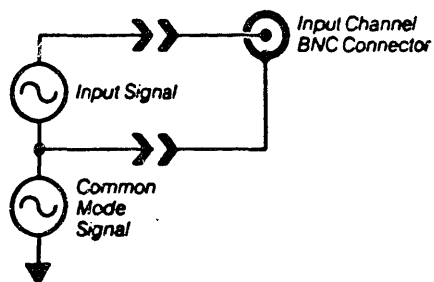 Input Channel
BNC Connector
Input Signal
Common
Mode
Signal